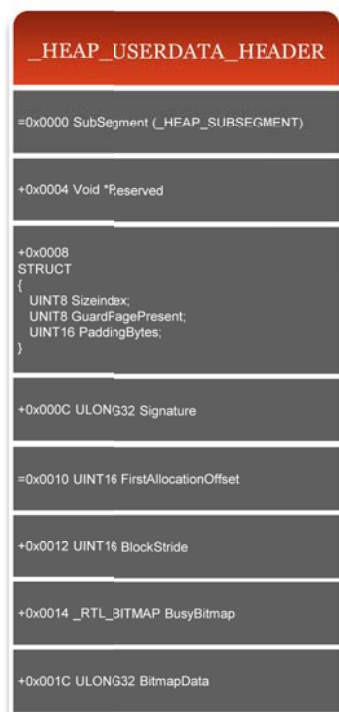 _HEAP_USERDATA_HEADER
=0x0000 SubSegment (_HEAP_SUBSEGMENT)
+0x0004 Void *Reserved
+0x0008
STRUCT
{
UINT8 Sizeindex;
UNIT8 GuardPagePresent;
UINT16 PaddingBytes;
}
+0x000C ULONG32 Signature
=0x0010 UINT16 FirstAllocationOffset
+0x0012 UINT16 BlockStride
+0x0014 _RTL_BITMAP BusyBitmap
+0x001C ULONG32 BitmapData